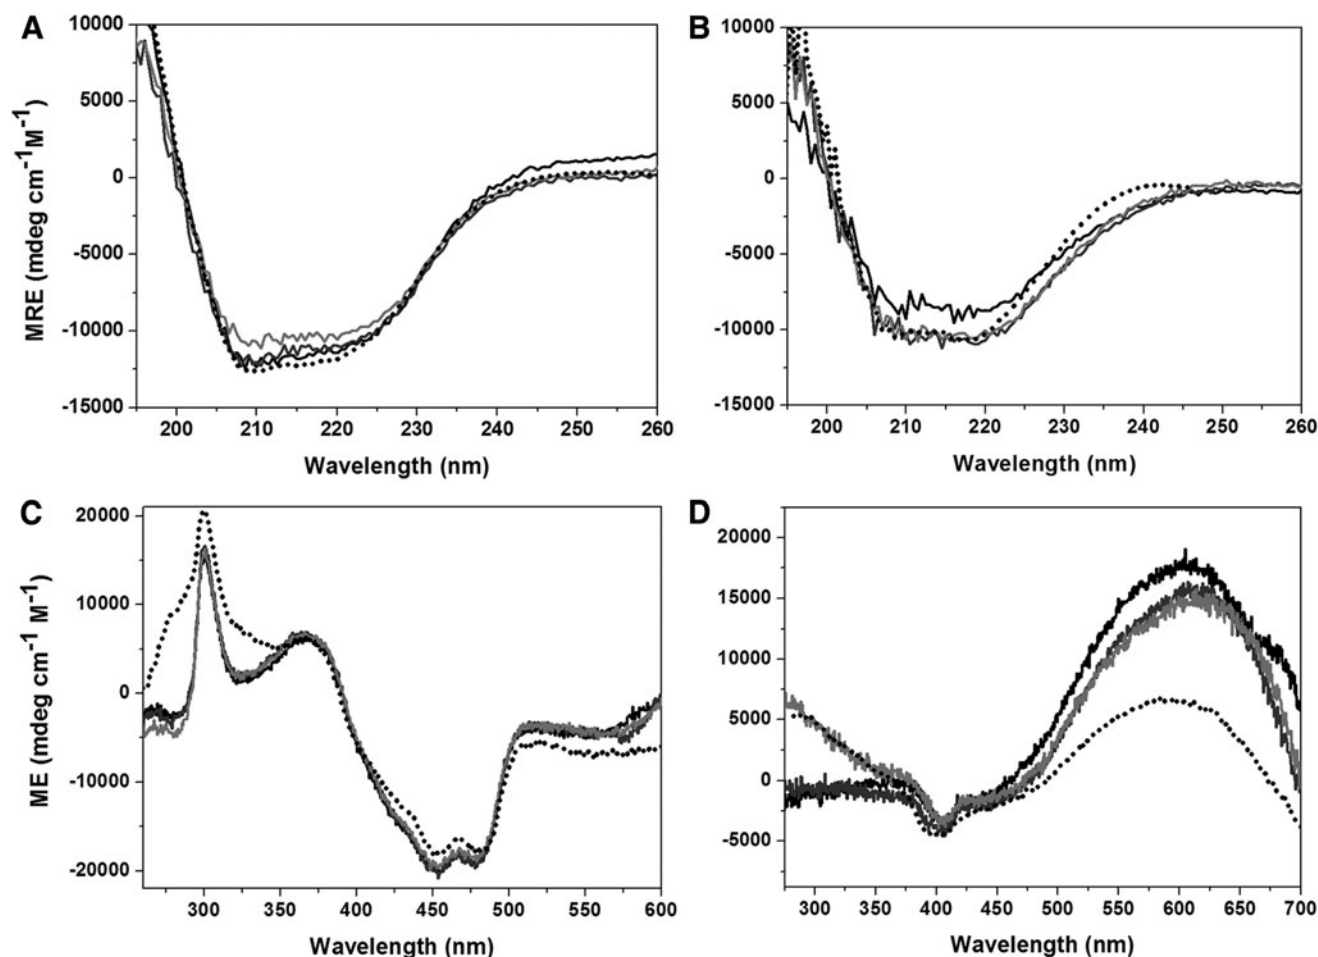 A
10000
5000
0
-5000
-10000
-15000
MRE (mdeg cm⁻¹M⁻¹)
200 210 220 230 240 250 260
Wavelength (nm)
B
10000
5000
0
-5000
-10000
-15000
200 210 220 230 240 250 260
Wavelength (nm)
C
20000
10000
0
-10000
-20000
ME (mdeg cm⁻¹ M⁻¹)
300 350 400 450 500 550 600
Wavelength (nm)
D
20000
15000
10000
5000
0
-5000
300 350 400 450 500 550 600 650 700
Wavelength (nm)